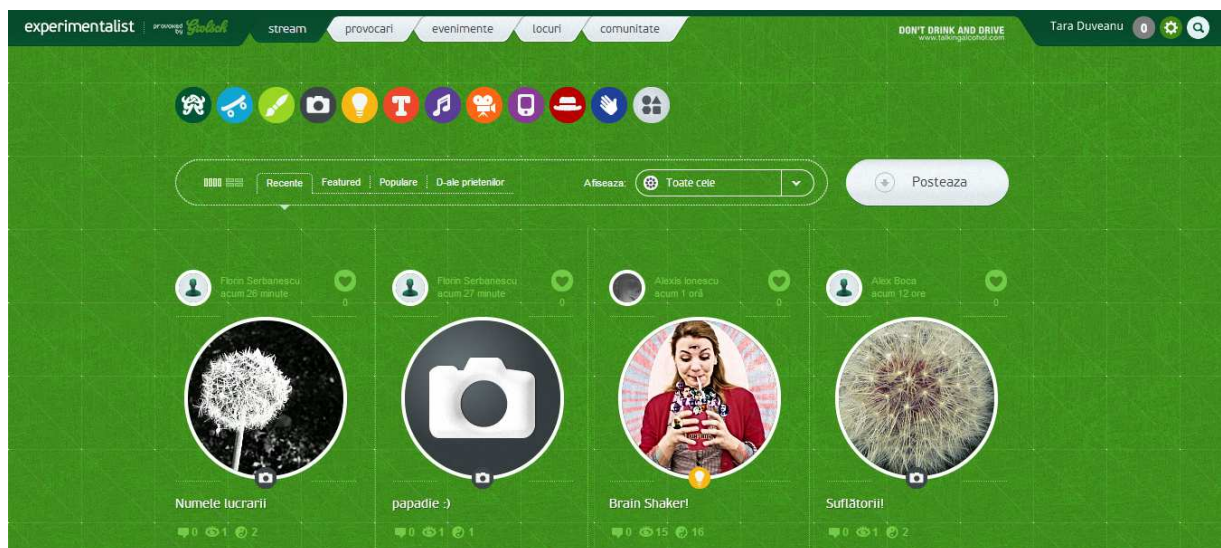 experimentalist provoked by Grolsch stream provocari evenimente locuri comunitate DON'T DRINK AND DRIVE Tara Duveanu 0
www.talkingalcohol.com
T
Recente Featured Populare D-ale prietenilor Afiseaza: Toate cele Posteaza
Florin Serbanescu Florin Serbanescu Alexis Ionescu Alex Boca
acum 26 minute acum 27 minute acum 1 oră acum 12 ore
0 0 0 0
Numele lucrarii papadie :) Brain Shaker! Suflătorii!
0 1 2 0 1 1 0 15 16 0 1 2